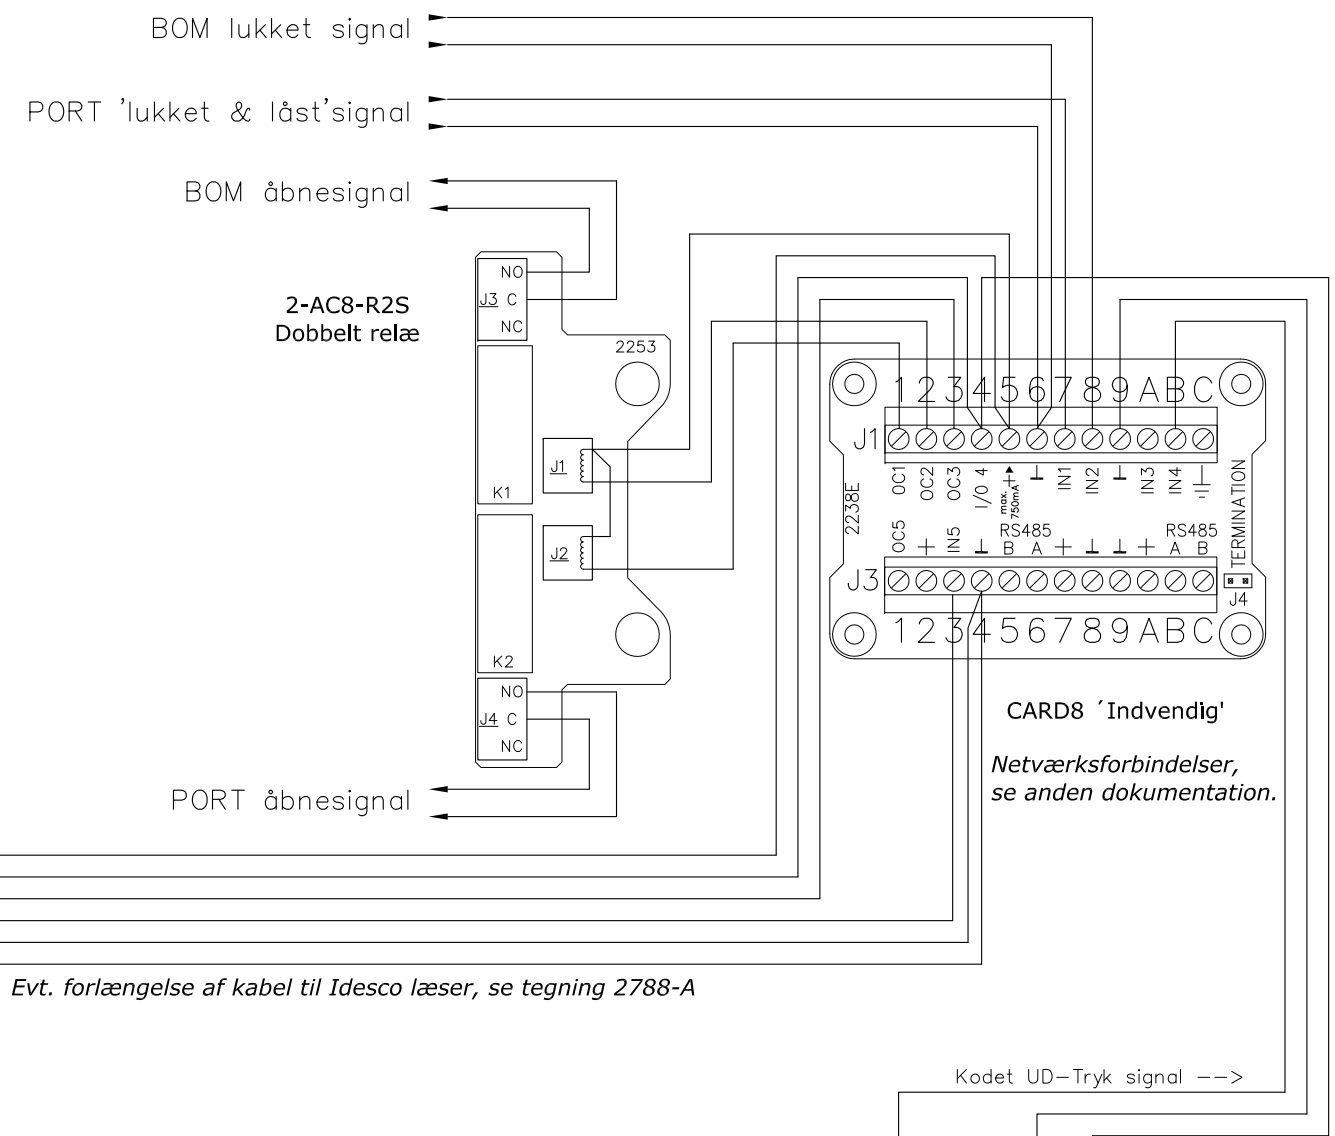 BOM lukket signal
PORT 'lukket & låst'signal
BOM åbnesignal
2-AC8-R2S
Dobbelt relæ
NO
J3 C
NC
2253
K1
J1
J2
K2
NO
J4 C
NC
PORT åbnesignal
1 2 3 4 5 6 7 8 9 A B C
J1
OC1 OC2 OC3 I/O 4 + IN1 IN2 IN3 IN4
max.
750mA
2238E
TERMINATION
RS485 RS485
OC5 + IN5 B A + + A B
J3
J4
1 2 3 4 5 6 7 8 9 A B C
CARD8 ´Indvendig'
Netværksforbindelser,
se anden dokumentation.
Evt. forlængelse af kabel til Idesco læser, se tegning 2788-A
Kodet UD-Tryk signal -->